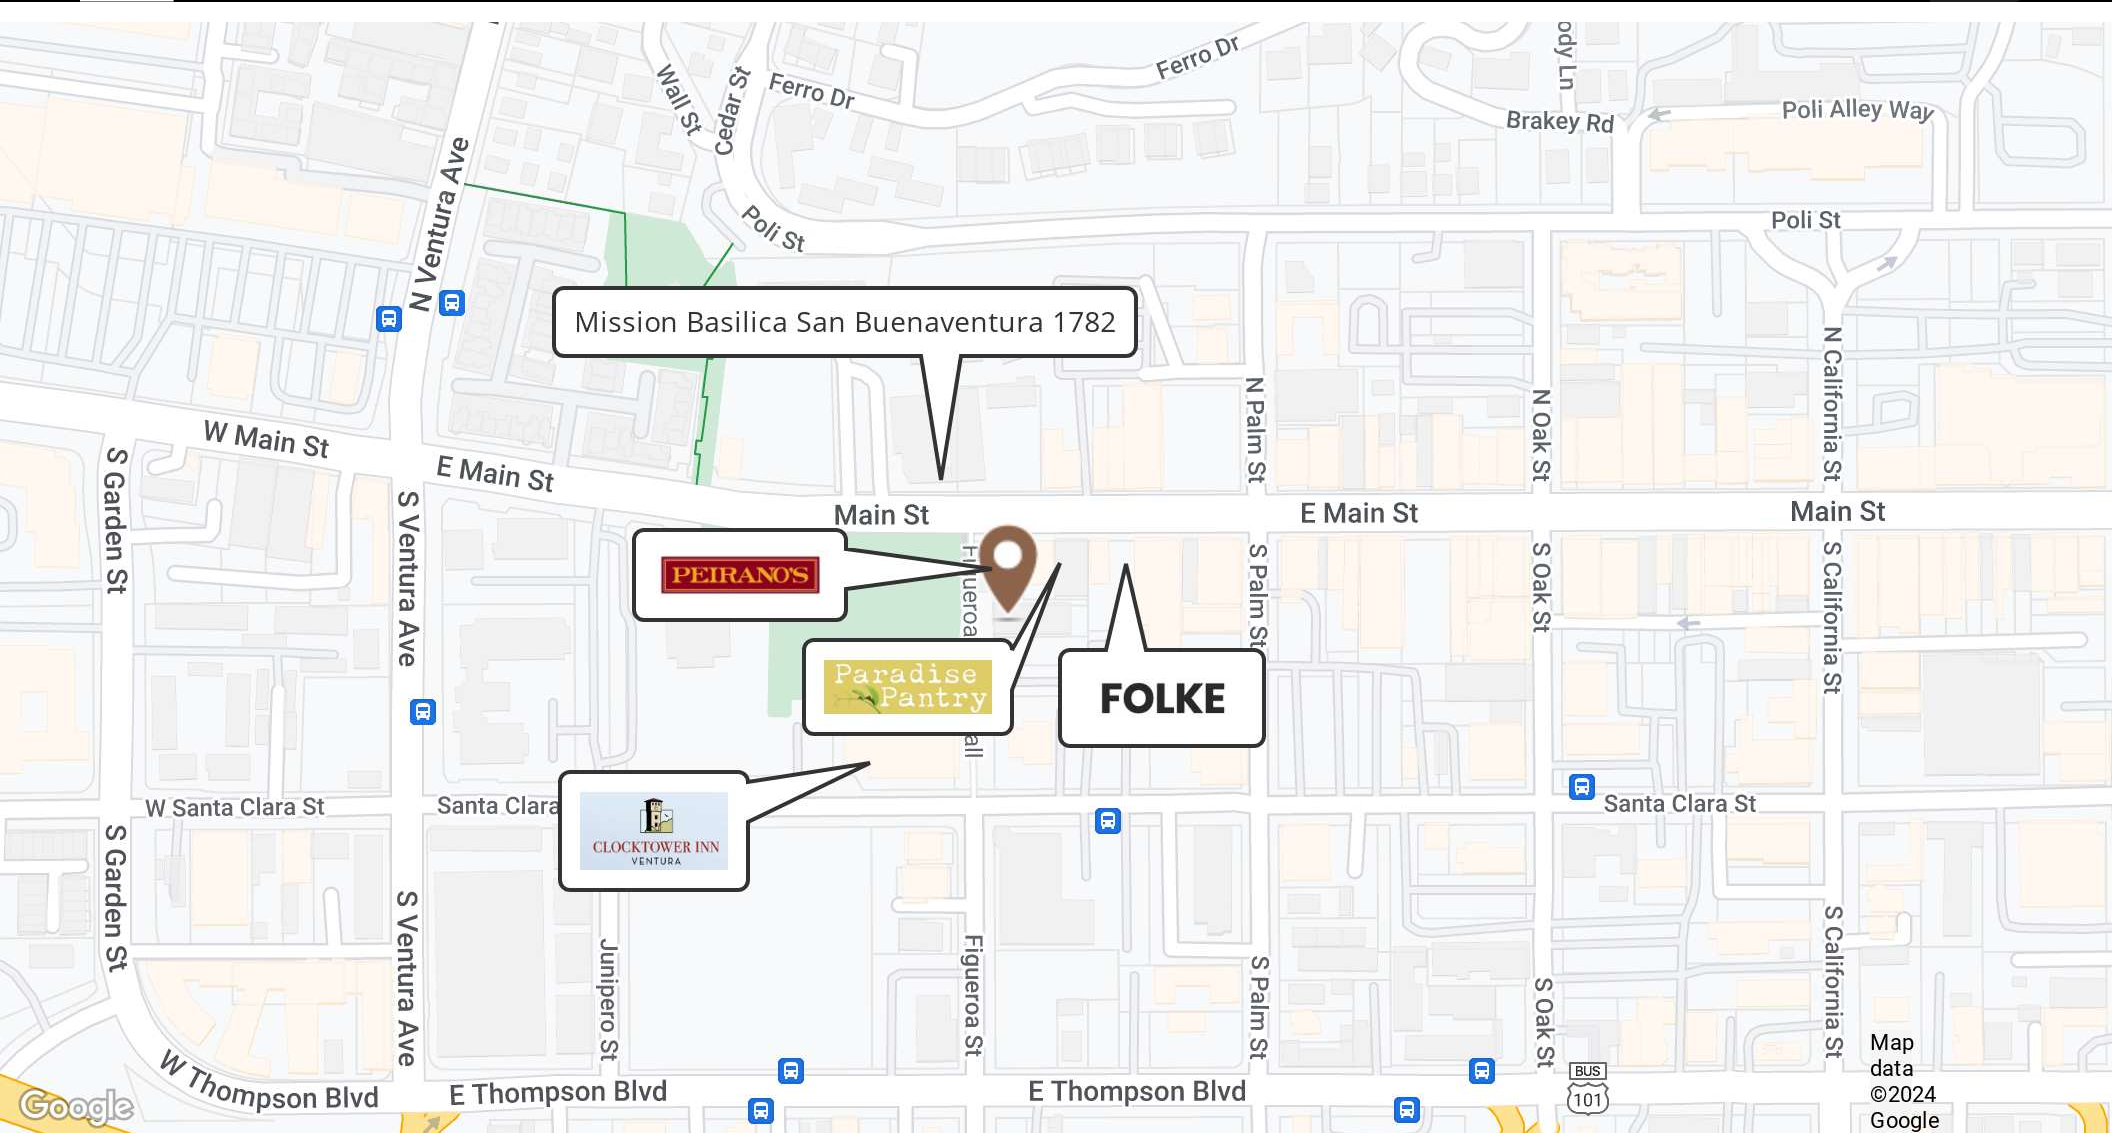 Ferro Dr
ody Ln
Wall St
Cedar St
Ferro Dr
Brakey Rd
Poli Alley Way
N Ventura Ave
Poli St
Poli St
Mission Basilica San Buenaventura 1782
N Palm St
N Oak St
N California St
W Main St
E Main St
Main St
E Main St
Main St
S Garden St
S Ventura Ave
PEIRANO'S
S Palm St
S Oak St
S California St
Paradise
Pantry
FOLKE
all
W Santa Clara St
Santa Clara
Santa Clara St
CLOCKTOWER INN
VENTURA
S Garden St
S Ventura Ave
Junipero St
Figueroa St
S Palm St
S Oak St
S California St
W Thompson Blvd
E Thompson Blvd
E Thompson Blvd
BUS
101
Map
data
©2024
Google
Google